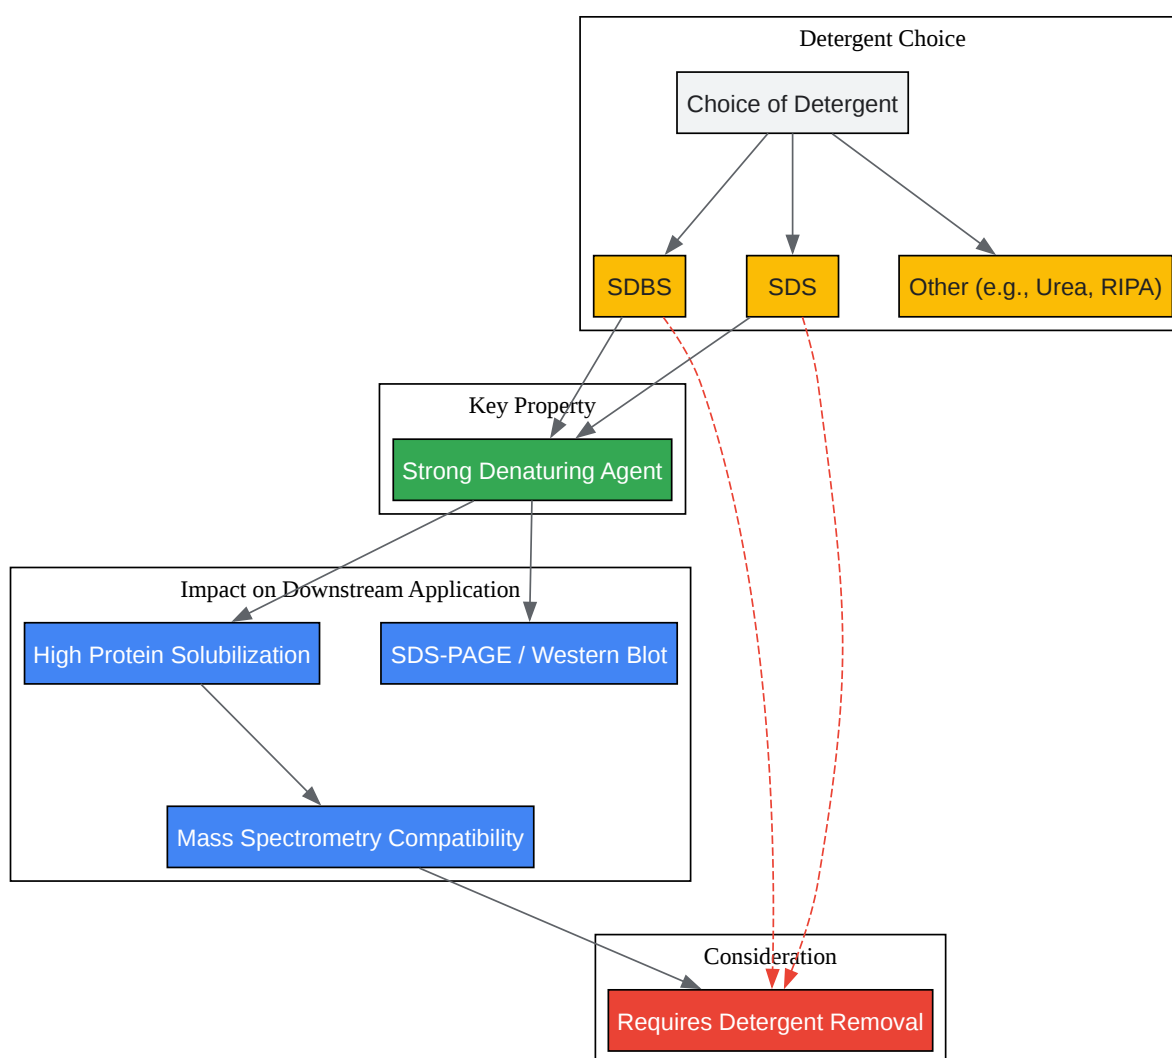 Detergent Choice
Choice of Detergent
SDBS
SDS
Other (e.g., Urea, RIPA)
Key Property
Strong Denaturing Agent
Impact on Downstream Application
High Protein Solubilization
SDS-PAGE / Western Blot
Mass Spectrometry Compatibility
Consideration
Requires Detergent Removal